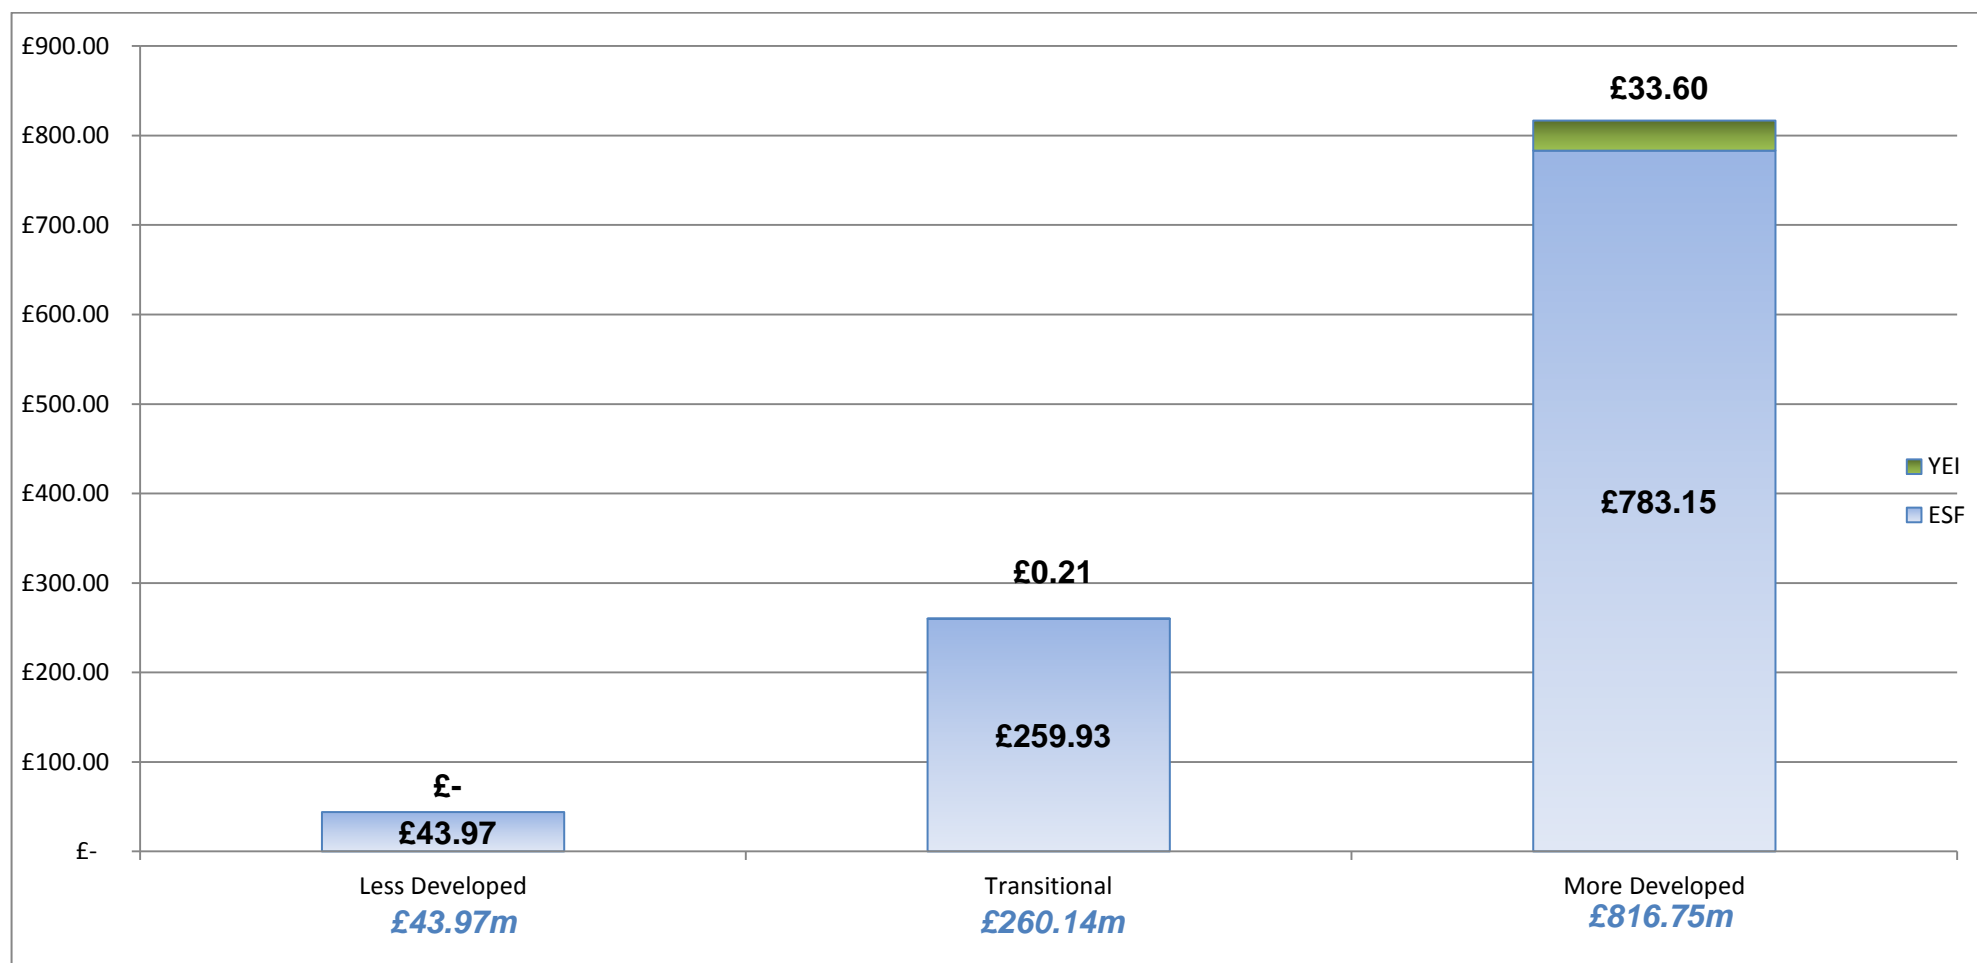 £900.00
£800.00
£700.00
£600.00
£500.00
£400.00
£300.00
£200.00
£100.00
£-
£-
£43.97
£0.21
£259.93
£33.60
£783.15
YEI
ESF
Less Developed
£43.97m
Transitional
£260.14m
More Developed
£816.75m